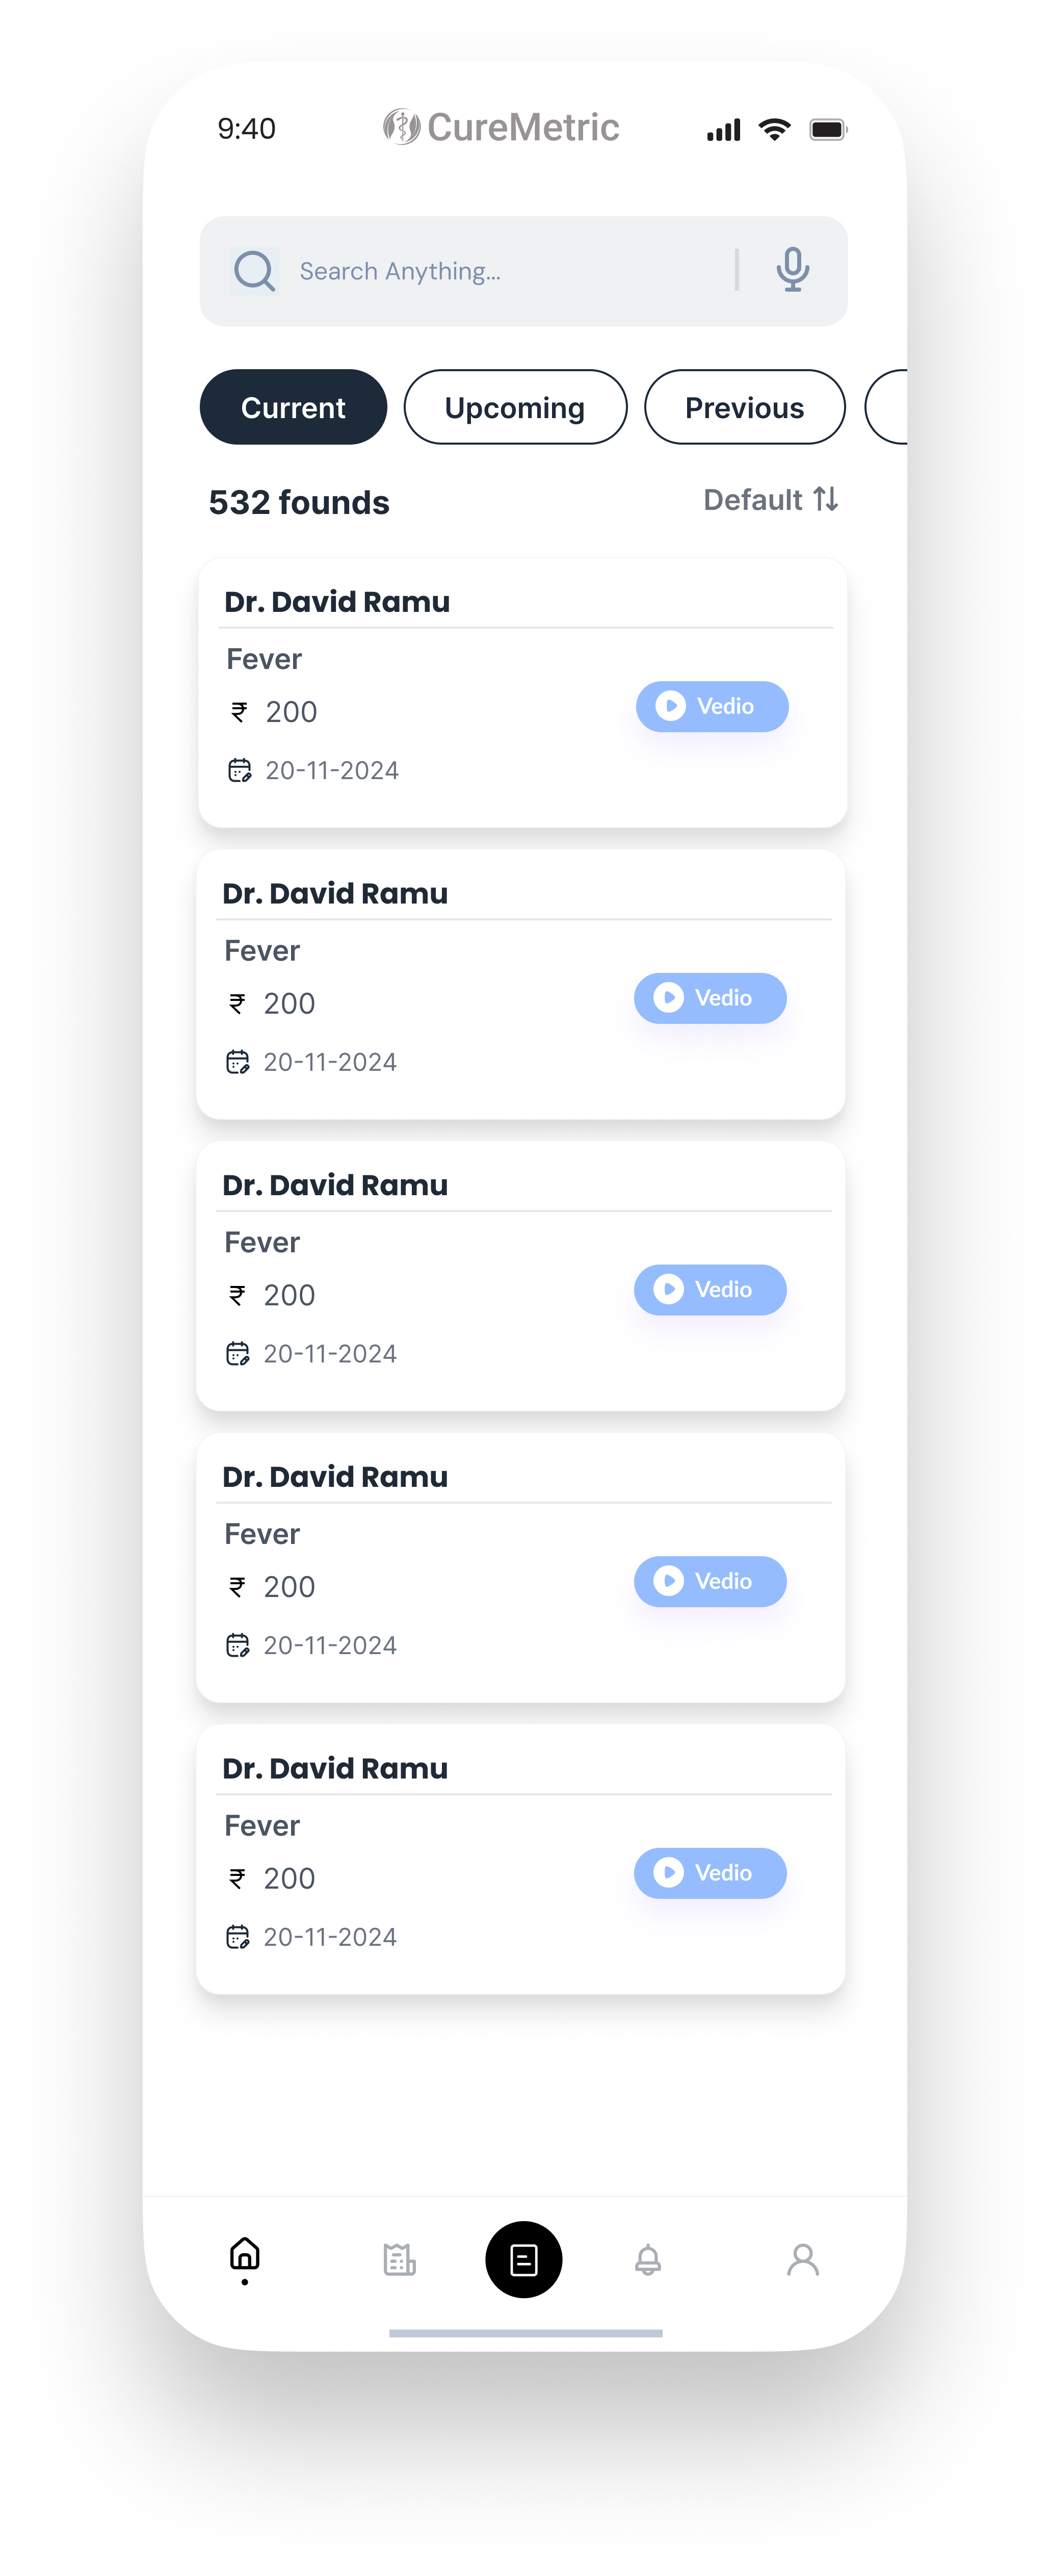 9:40 CureMetric
Search Anything...
Current Upcoming Previous
532 founds Default
Dr. David Ramu
Fever
₹ 200 Vedio
20-11-2024
Dr. David Ramu
Fever
₹ 200 Vedio
20-11-2024
Dr. David Ramu
Fever
₹ 200 Vedio
20-11-2024
Dr. David Ramu
Fever
₹ 200 Vedio
20-11-2024
Dr. David Ramu
Fever
₹ 200 Vedio
20-11-2024